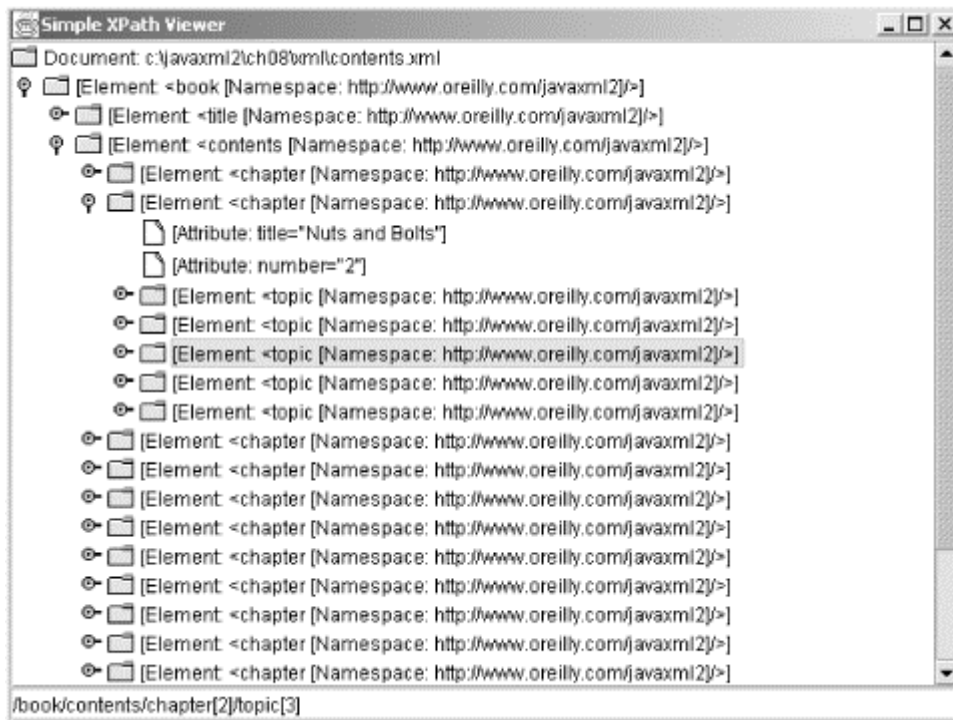 Simple XPath Viewer
Document: c:\javaxml2\ch08\xml\contents.xml
[Element: <book [Namespace: http://www.oreilly.com/javaxml2]/>]
[Element: <title [Namespace: http://www.oreilly.com/javaxml2]/>]
[Element: <contents [Namespace: http://www.oreilly.com/javaxml2]/>]
[Element: <chapter [Namespace: http://www.oreilly.com/javaxml2]/>]
[Element: <chapter [Namespace: http://www.oreilly.com/javaxml2]/>]
[Attribute: title="Nuts and Bolts"]
[Attribute: number="2"]
[Element: <topic [Namespace: http://www.oreilly.com/javaxml2]/>]
[Element: <topic [Namespace: http://www.oreilly.com/javaxml2]/>]
[Element: <topic [Namespace: http://www.oreilly.com/javaxml2]/>]
[Element: <topic [Namespace: http://www.oreilly.com/javaxml2]/>]
[Element: <topic [Namespace: http://www.oreilly.com/javaxml2]/>]
[Element: <chapter [Namespace: http://www.oreilly.com/javaxml2]/>]
[Element: <chapter [Namespace: http://www.oreilly.com/javaxml2]/>]
[Element: <chapter [Namespace: http://www.oreilly.com/javaxml2]/>]
[Element: <chapter [Namespace: http://www.oreilly.com/javaxml2]/>]
[Element: <chapter [Namespace: http://www.oreilly.com/javaxml2]/>]
[Element: <chapter [Namespace: http://www.oreilly.com/javaxml2]/>]
[Element: <chapter [Namespace: http://www.oreilly.com/javaxml2]/>]
[Element: <chapter [Namespace: http://www.oreilly.com/javaxml2]/>]
[Element: <chapter [Namespace: http://www.oreilly.com/javaxml2]/>]
/book/contents/chapter[2]/topic[3]